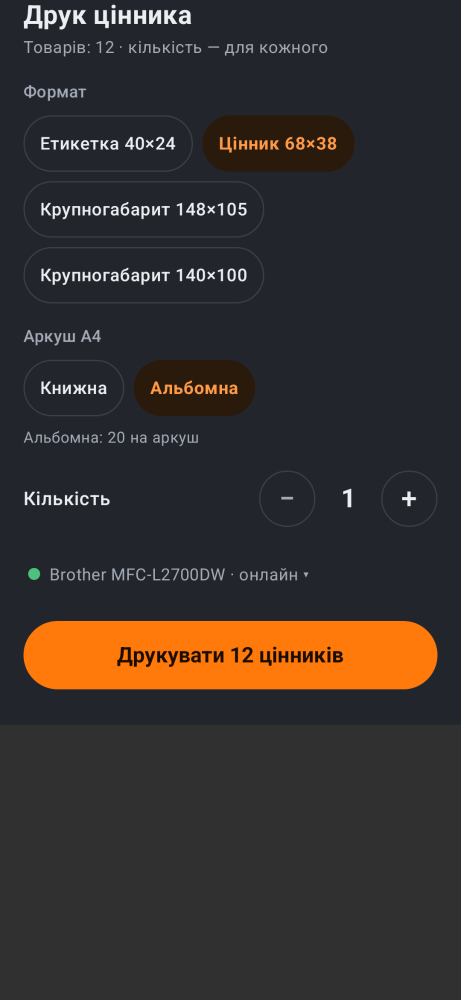 Друк цінника
Товарів: 12 · кількість — для кожного
Формат
Етикетка 40×24
Цінник 68×38
Крупногабарит 148×105
Крупногабарит 140×100
Аркуш А4
Книжна
Альбомна
Альбомна: 20 на аркуш
Кількість
− 1 +
Brother MFC-L2700DW · онлайн ▾
Друкувати 12 цінників